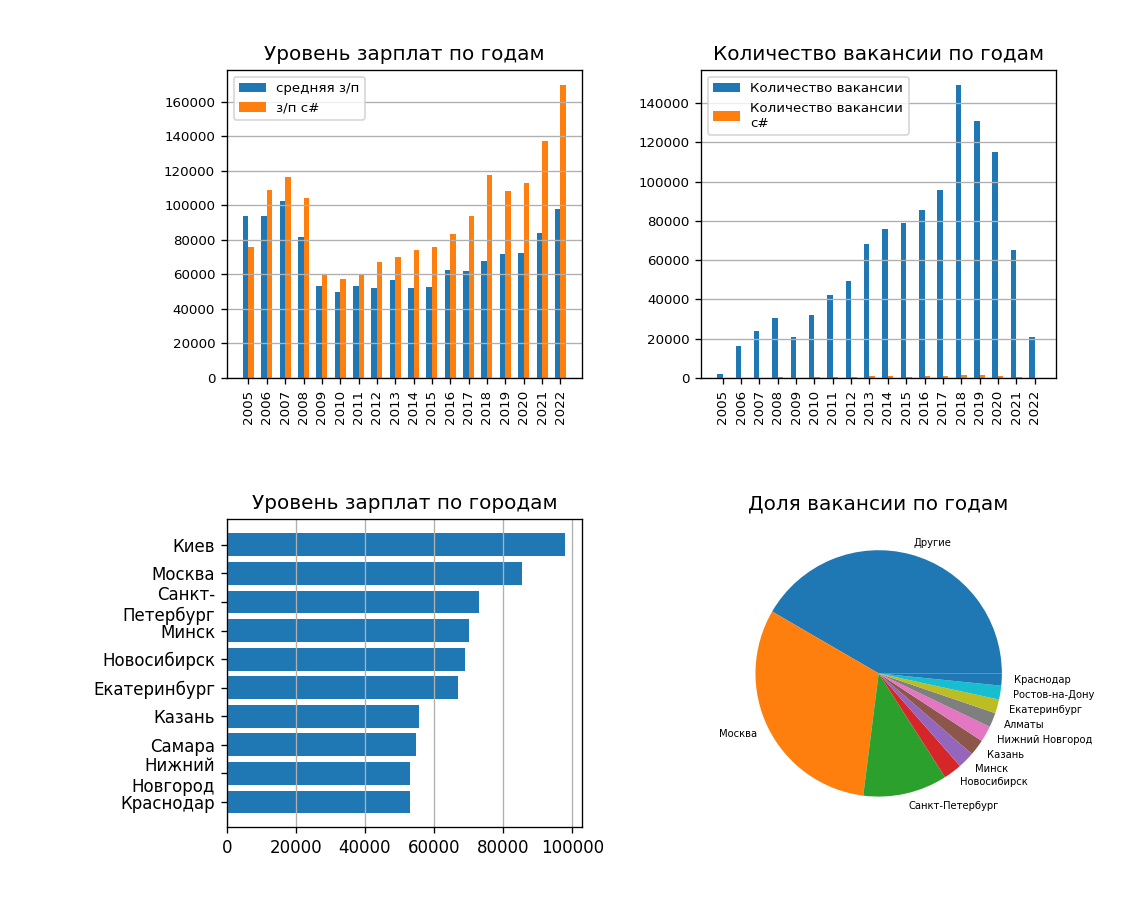 Уровень зарплат по годам
средняя з/п
з/п c#
160000
140000
120000
100000
80000
60000
40000
20000
0
2005
2006
2007
2008
2009
2010
2011
2012
2013
2014
2015
2016
2017
2018
2019
2020
2021
2022
Количество вакансии по годам
Количество вакансии
Количество вакансии
c#
140000
120000
100000
80000
60000
40000
20000
0
2005
2006
2007
2008
2009
2010
2011
2012
2013
2014
2015
2016
2017
2018
2019
2020
2021
2022
Уровень зарплат по городам
Киев
Москва
Санкт-
Петербург
Минск
Новосибирск
Екатеринбург
Казань
Самара
Нижний
Новгород
Краснодар
0
20000
40000
60000
80000
100000
Доля вакансии по годам
Другие
Москва
Санкт-Петербург
Новосибирск
Минск
Казань
Нижний Новгород
Алматы
Екатеринбург
Ростов-на-Дону
Краснодар